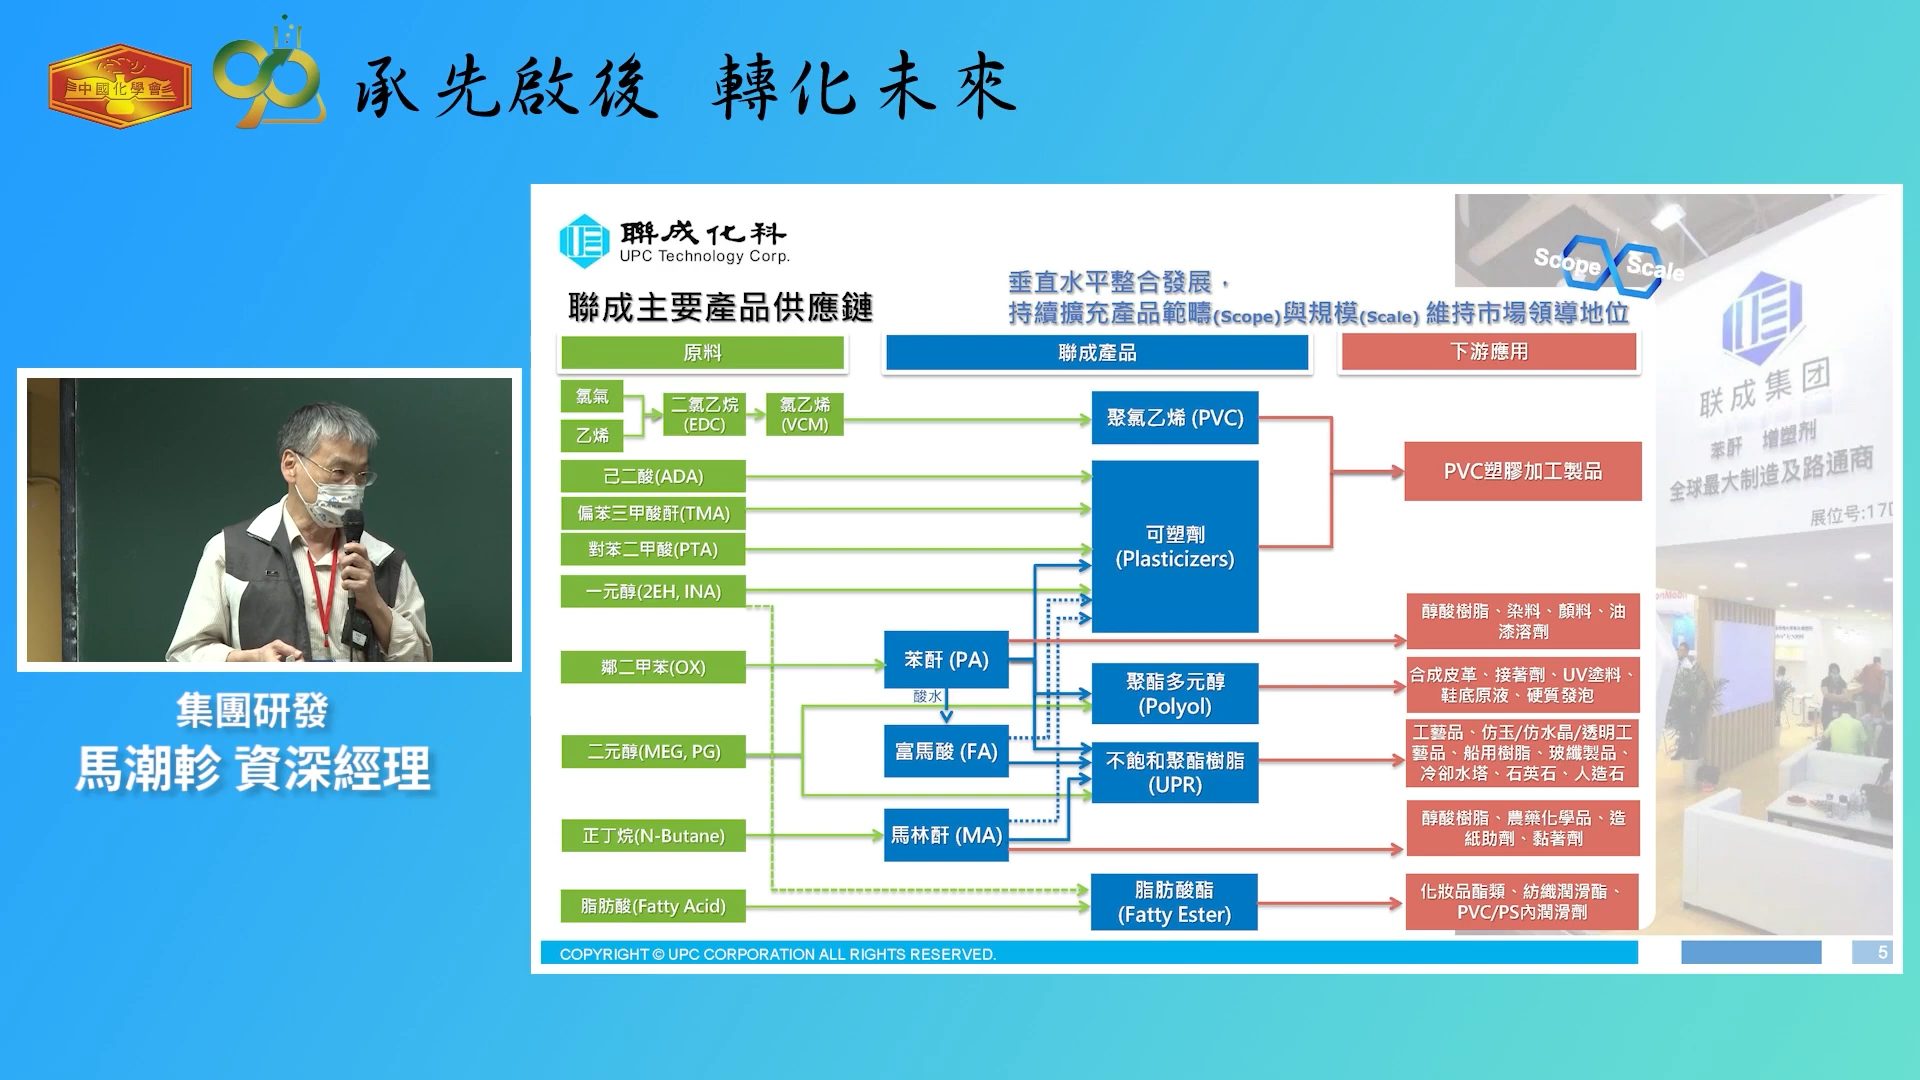 中國化學會
90
承先啟後 轉化未來
聯成化科
UPC Technology Corp.
聯成主要產品供應鏈
垂直水平整合發展，
持續擴充產品範疇(Scope)與規模(Scale) 維持市場領導地位
Scope
Scale
原料
聯成產品
下游應用
氯氣
乙烯
二氯乙烷
(EDC)
氯乙烯
(VCM)
聚氯乙烯 (PVC)
PVC塑膠加工製品
己二酸(ADA)
偏苯三甲酸酐(TMA)
對苯二甲酸(PTA)
一元醇(2EH, INA)
可塑劑
(Plasticizers)
醇酸樹脂、染料、顏料、油
漆溶劑
鄰二甲苯(OX)
苯酐 (PA)
酸水
聚酯多元醇
(Polyol)
合成皮革、接著劑、UV塗料、
鞋底原液、硬質發泡
二元醇(MEG, PG)
富馬酸 (FA)
不飽和聚酯樹脂
(UPR)
工藝品、仿玉/仿水晶/透明工
藝品、船用樹脂、玻纖製品、
冷卻水塔、石英石、人造石
正丁烷(N-Butane)
馬林酐 (MA)
醇酸樹脂、農藥化學品、造
紙助劑、黏著劑
脂肪酸(Fatty Acid)
脂肪酸酯
(Fatty Ester)
化妝品酯類、紡織潤滑酯、
PVC/PS內潤滑劑
联成集团
苯酐 增塑剂
全球最大制造及路通商
展位号:17
COPYRIGHT © UPC CORPORATION ALL RIGHTS RESERVED.
5
集團研發
馬潮軫 資深經理